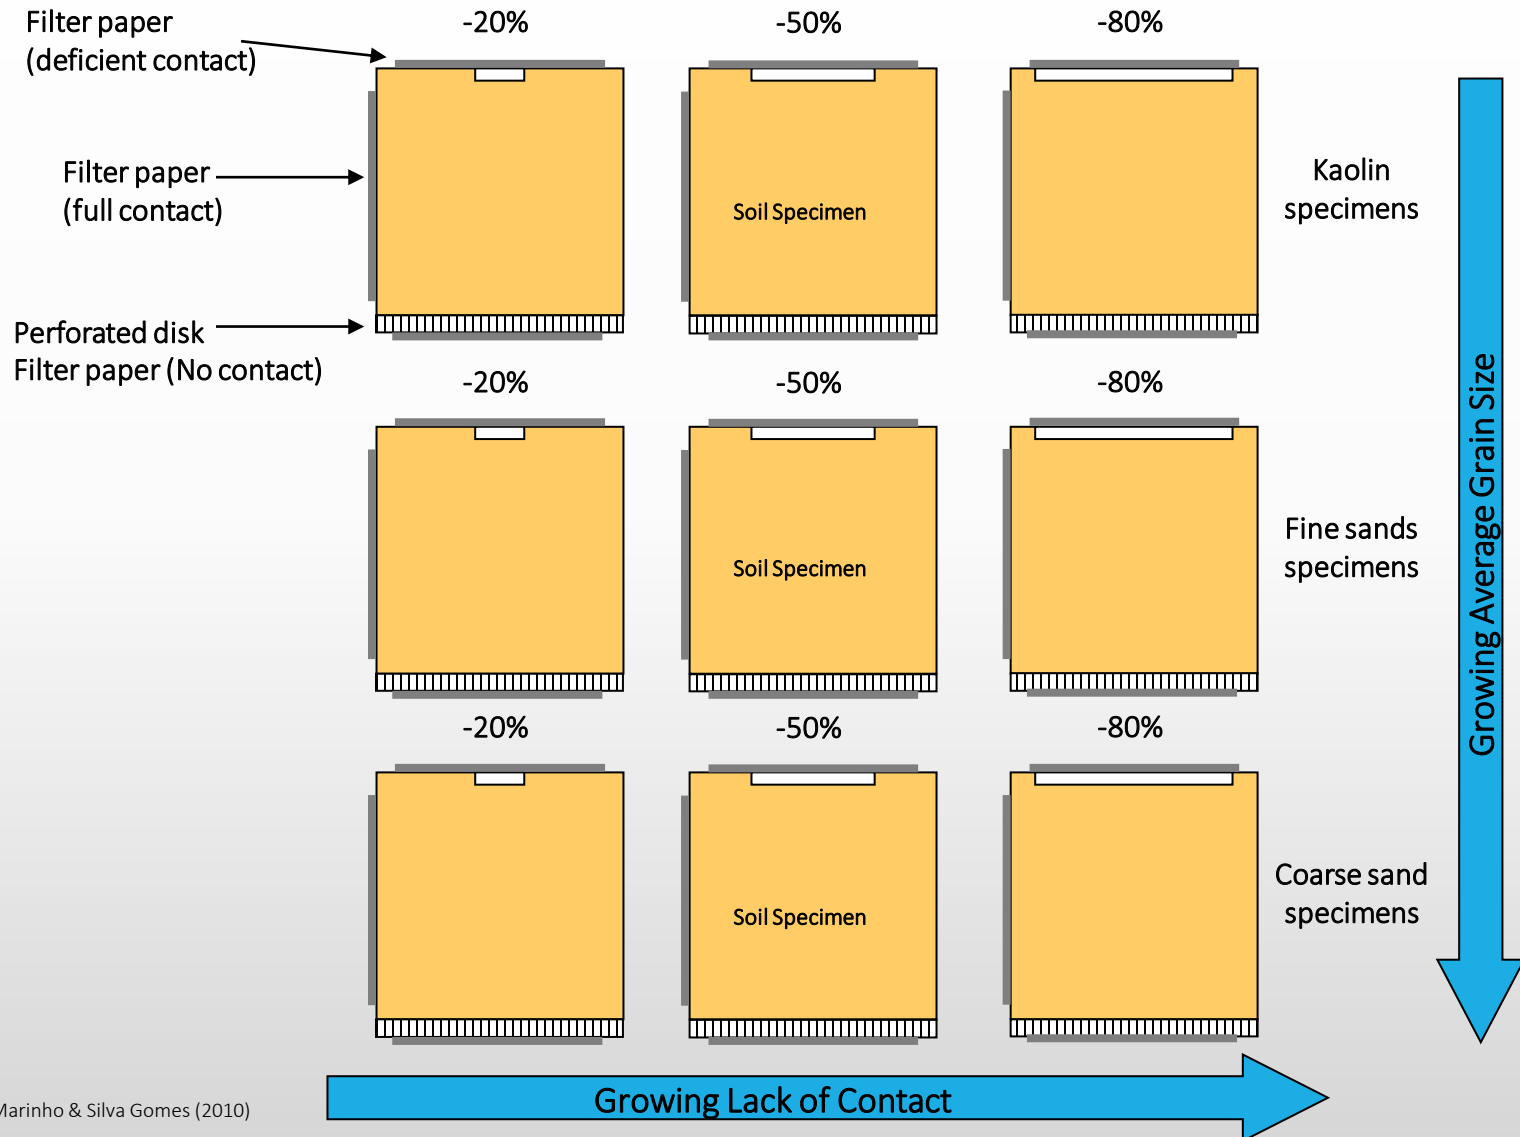 Filter paper
(deficient contact)
-20%
-50%
-80%
Filter paper
(full contact)
Soil Specimen
Kaolin
specimens
Perforated disk
Filter paper (No contact)
-20%
-50%
-80%
Soil Specimen
Fine sands
specimens
-20%
-50%
-80%
Soil Specimen
Coarse sand
specimens
Growing Average Grain Size
Growing Lack of Contact
Marinho & Silva Gomes (2010)